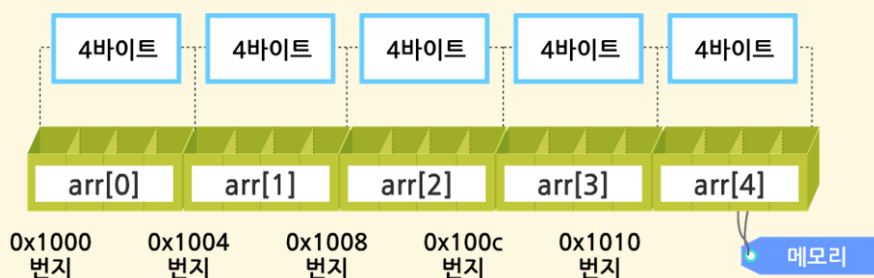 4바이트 4바이트 4바이트 4바이트 4바이트
arr[0] arr[1] arr[2] arr[3] arr[4]
0x1000 0x1004 0x1008 0x100c 0x1010
번지 번지 번지 번지 번지
메모리